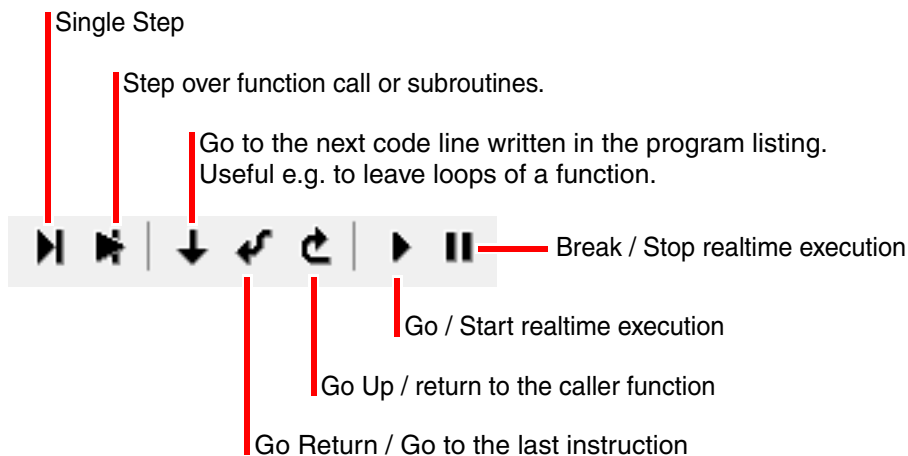 Single Step
Step over function call or subroutines.
Go to the next code line written in the program listing.
Useful e.g. to leave loops of a function.
Break / Stop realtime execution
Go / Start realtime execution
Go Up / return to the caller function
Go Return / Go to the last instruction